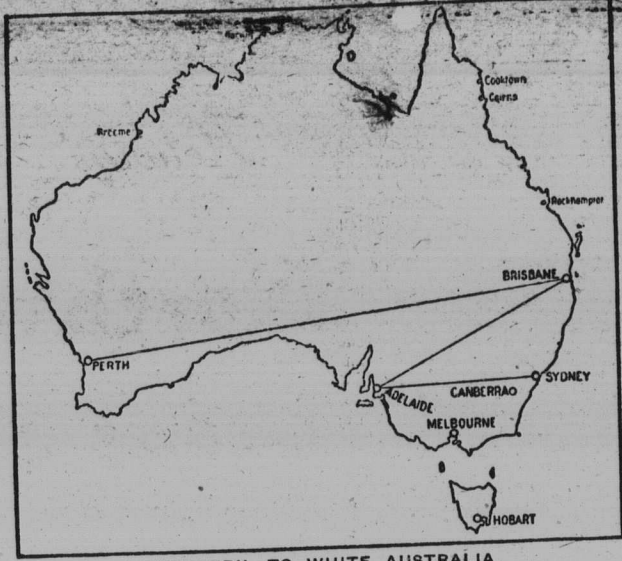 Cooktown
Cairns
Broome
Rockhampton
BRISBANE
PERTH
SYDNEY
CANBERRA
ADELAIDE
MELBOURNE
HOBART
TO WHITE AUSTRALIA